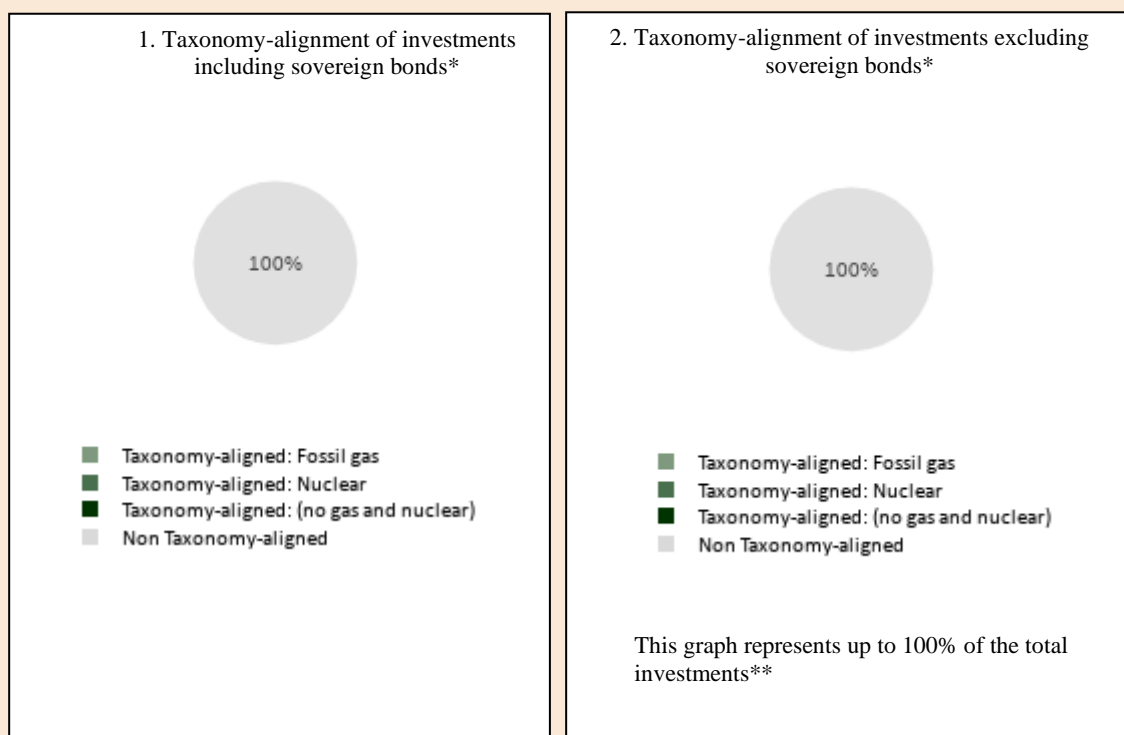 1. Taxonomy-alignment of investments
including sovereign bonds*
100%
Taxonomy-aligned: Fossil gas
Taxonomy-aligned: Nuclear
Taxonomy-aligned: (no gas and nuclear)
Non Taxonomy-aligned
2. Taxonomy-alignment of investments excluding
sovereign bonds*
100%
Taxonomy-aligned: Fossil gas
Taxonomy-aligned: Nuclear
Taxonomy-aligned: (no gas and nuclear)
Non Taxonomy-aligned
This graph represents up to 100% of the total
investments**